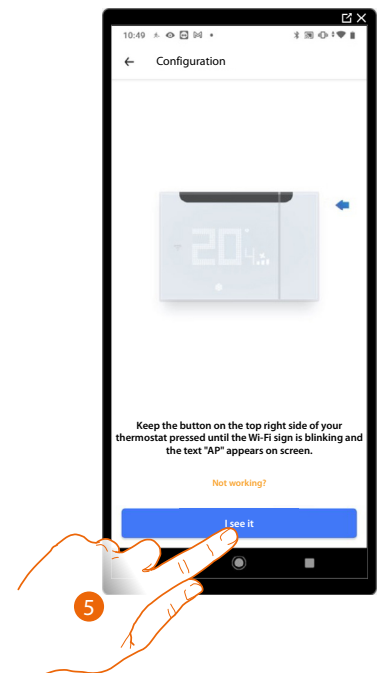 10:49
Configuration
20.4
Keep the button on the top right side of your
thermostat pressed until the Wi-Fi sign is blinking and
the text "AP" appears on screen.
Not working?
I see it
5